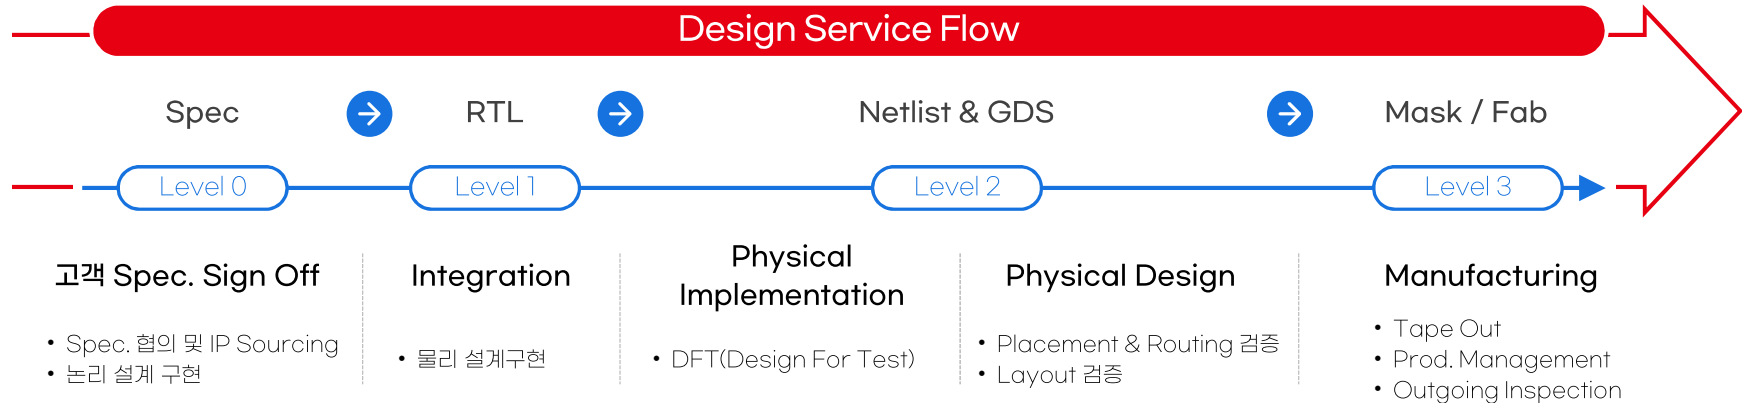 Design Service Flow
Spec
RTL
Netlist & GDS
Mask / Fab
Level 0
Level 1
Level 2
Level 3
고객 Spec. Sign Off
• Spec. 협의 및 IP Sourcing
• 논리 설계 구현
Integration
• 물리 설계구현
Physical
Implementation
• DFT(Design For Test)
Physical Design
• Placement & Routing 검증
• Layout 검증
Manufacturing
• Tape Out
• Prod. Management
• Outgoing Inspection